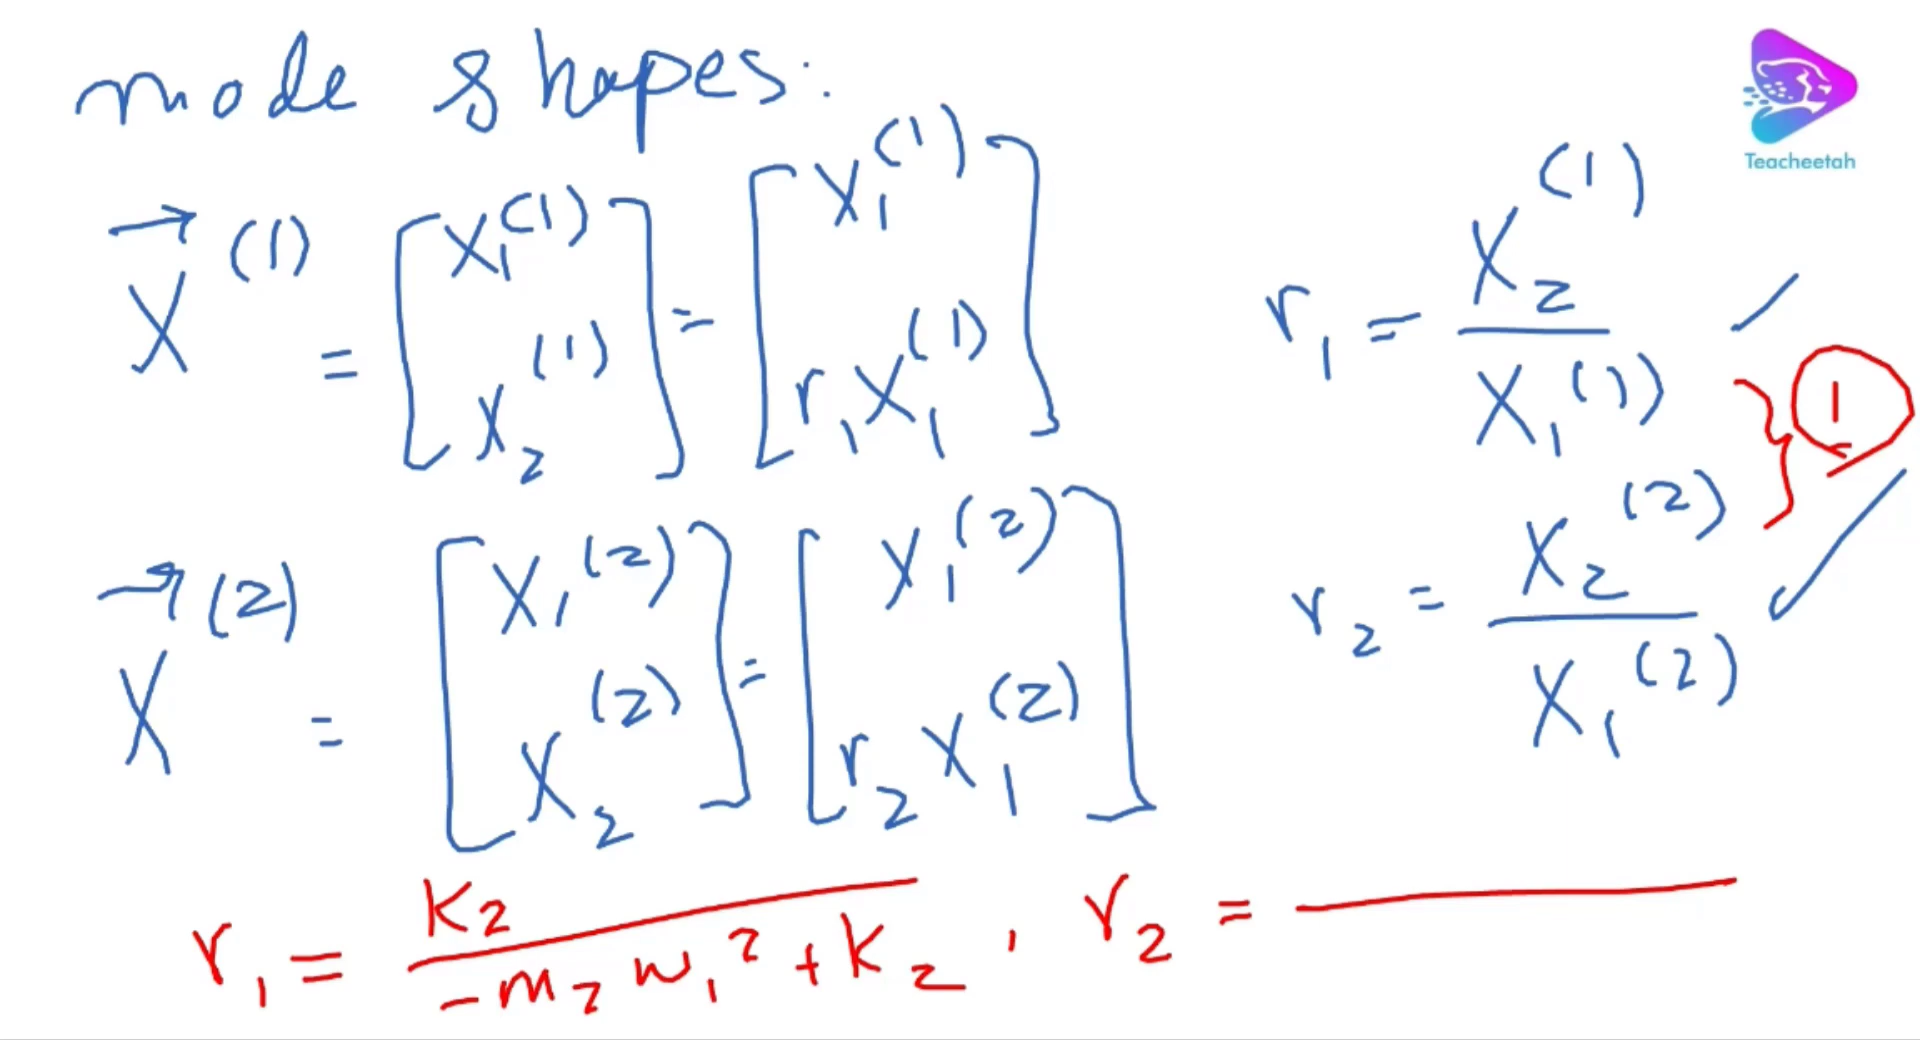 mode shapes:
Teacheetah
X⃗^(1) = [X₁^(1) X₂^(1)] = [X₁^(1) r₁X₁^(1)]
r₁ = X₂^(1) / X₁^(1)
1
X⃗^(2) = [X₁^(2) X₂^(2)] = [X₁^(2) r₂X₁^(2)]
r₂ = X₂^(2) / X₁^(2)
r₁ = K₂ / (-m₂w₁² + K₂), r₂ =